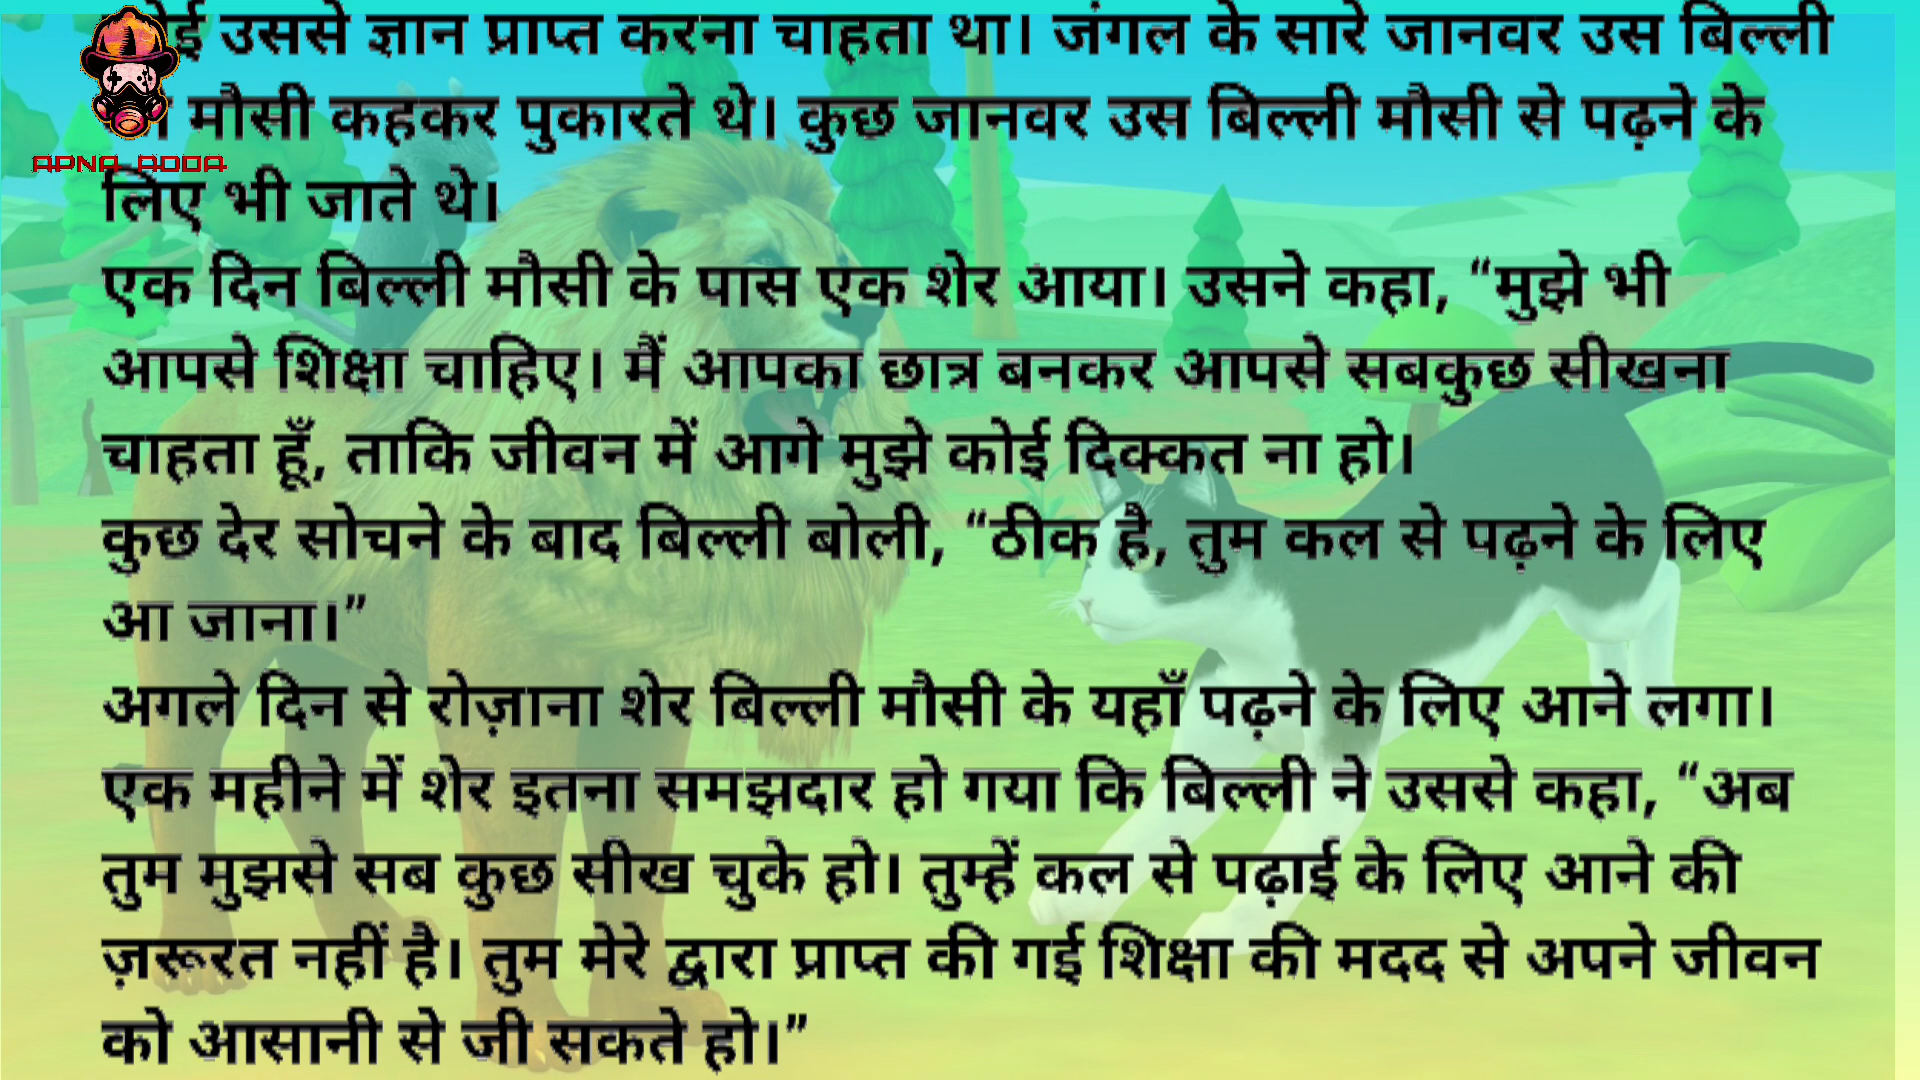 उससे ज्ञान प्राप्त करना चाहता था। जंगल के सारे जानवर उस बिल्ली
मौसी कहकर पुकारते थे। कुछ जानवर उस बिल्ली मौसी से पढ़ने के
APNA ADDA
लिए भी जाते थे।
एक दिन बिल्ली मौसी के पास एक शेर आया। उसने कहा, “मुझे भी
आपसे शिक्षा चाहिए। मैं आपका छात्र बनकर आपसे सबकुछ सीखना
चाहता हूँ, ताकि जीवन में आगे मुझे कोई दिक्कत ना हो।
कुछ देर सोचने के बाद बिल्ली बोली, “ठीक है, तुम कल से पढ़ने के लिए
आ जाना।”
अगले दिन से रोज़ाना शेर बिल्ली मौसी के यहाँ पढ़ने के लिए आने लगा।
एक महीने में शेर इतना समझदार हो गया कि बिल्ली ने उससे कहा, “अब
तुम मुझसे सब कुछ सीख चुके हो। तुम्हें कल से पढ़ाई के लिए आने की
ज़रूरत नहीं है। तुम मेरे द्वारा प्राप्त की गई शिक्षा की मदद से अपने जीवन
को आसानी से जी सकते हो।”